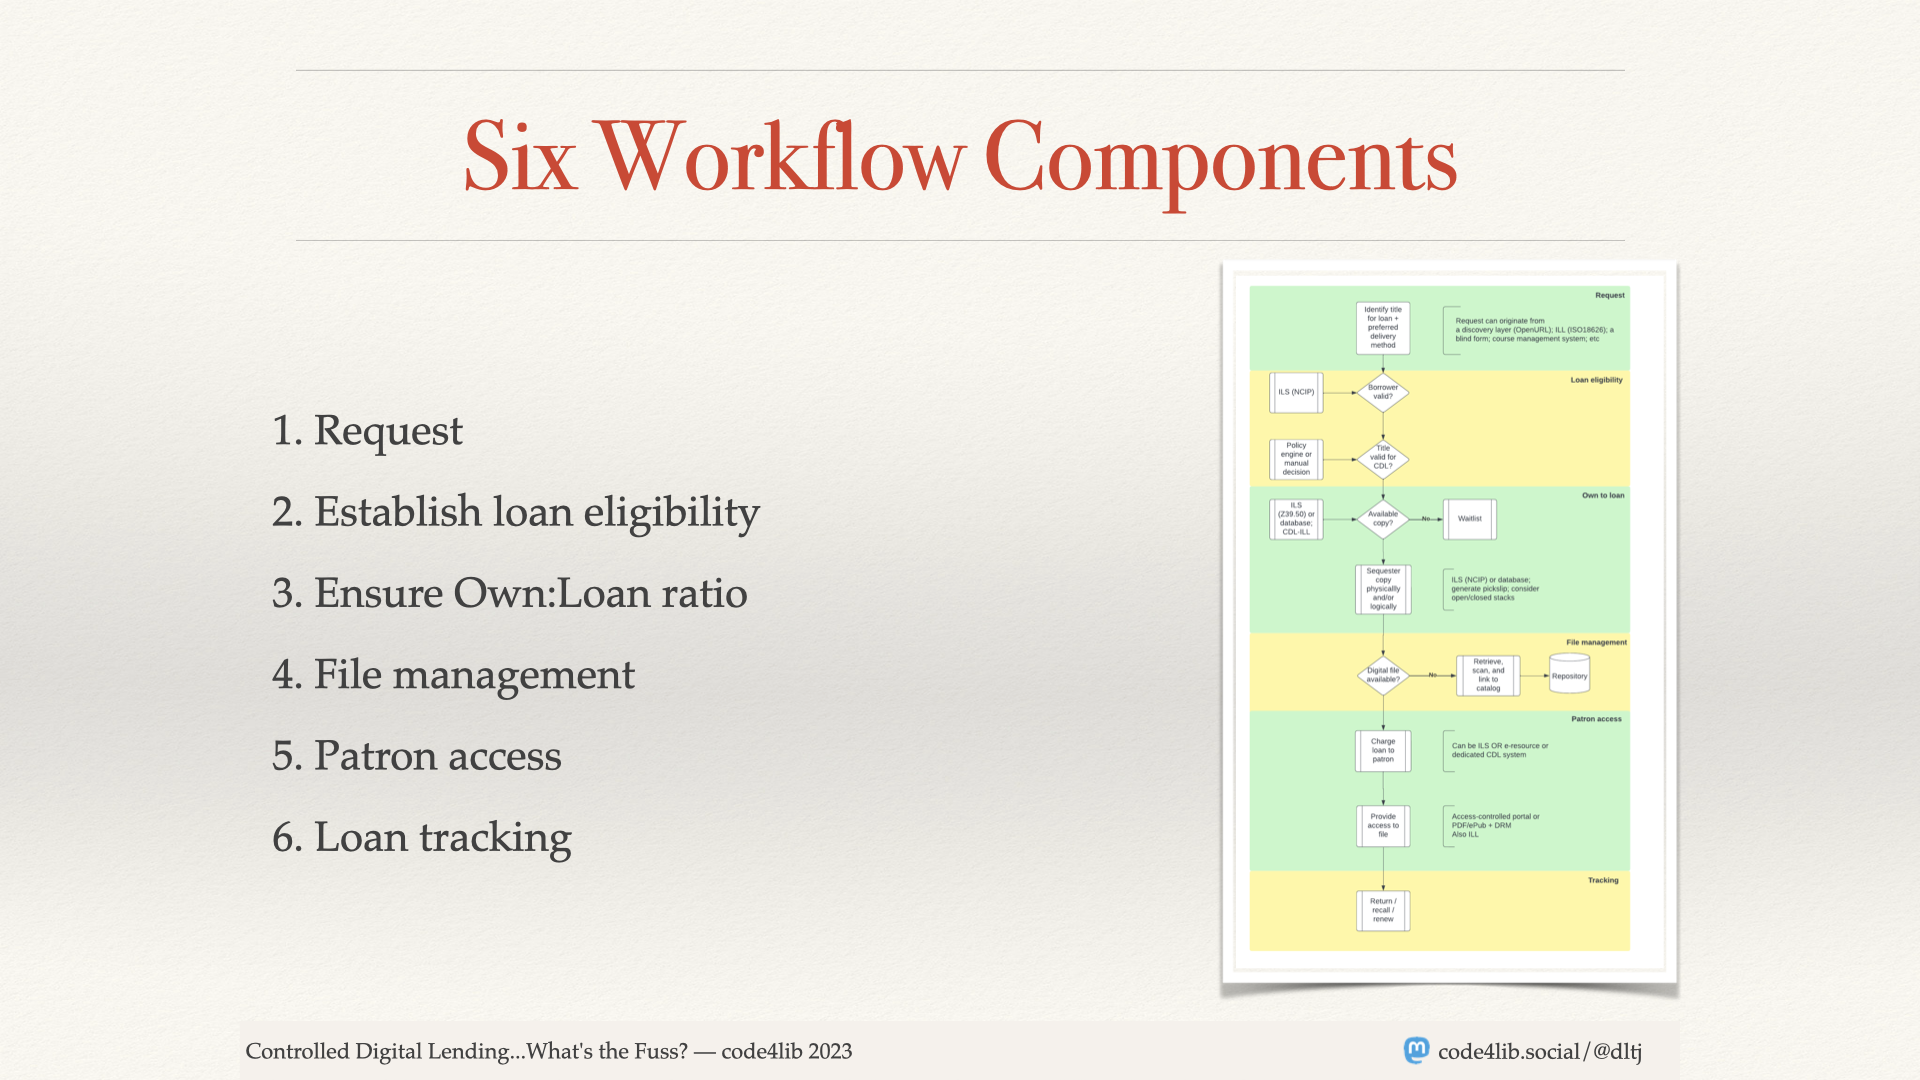 Six Workflow Components
1. Request
2. Establish loan eligibility
3. Ensure Own:Loan ratio
4. File management
5. Patron access
6. Loan tracking
Request
Identify title
for loan +
preferred
delivery
method
Request can originate from
a discovery layer (OpenURL); ILL (ISO18626); a
blind form; course management system; etc
Loan eligibility
ILS (NCIP)
Borrower
valid?
Policy
engine or
manual
decision
Title
valid for
CDL?
Own to loan
ILS
(Z39.50) or
database;
CDL-ILL
Available
copy?
No
Waitlist
Sequester
copy
physically
and/or
logically
ILS (NCIP) or database;
generate pickslip; consider
open/closed stacks
File management
Digital file
available?
No
Retrieve,
scan, and
link to
catalog
Repository
Patron access
Charge
loan to
patron
Can be ILS OR e-resource or
dedicated CDL system
Provide
access to
file
Access-controlled portal or
PDF/ePub + DRM
Also ILL
Tracking
Return /
recall /
renew
Controlled Digital Lending...What's the Fuss? — code4lib 2023
code4lib.social/@dltj